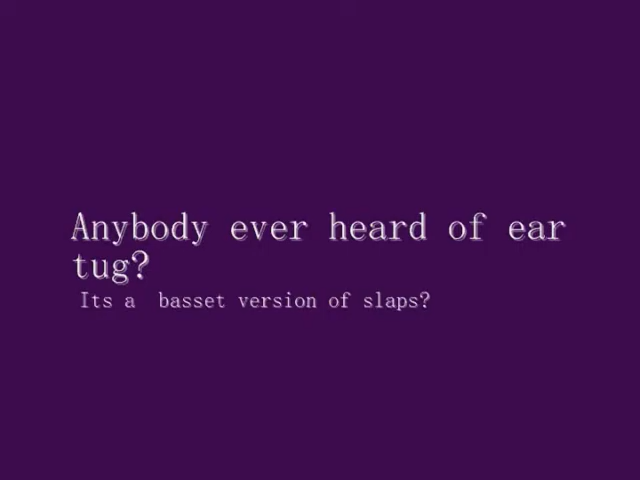 Anybody ever heard of ear
tug?
Its a  basset version of slaps?